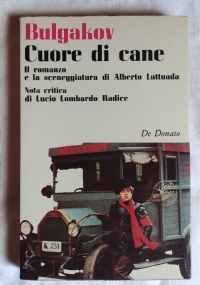 Bulgakov
Cuore di cane
Il romanzo
e la sceneggiatura di Alberto Lattuada
Nota critica
di Lucio Lombardo Radice
De Donato
K 731